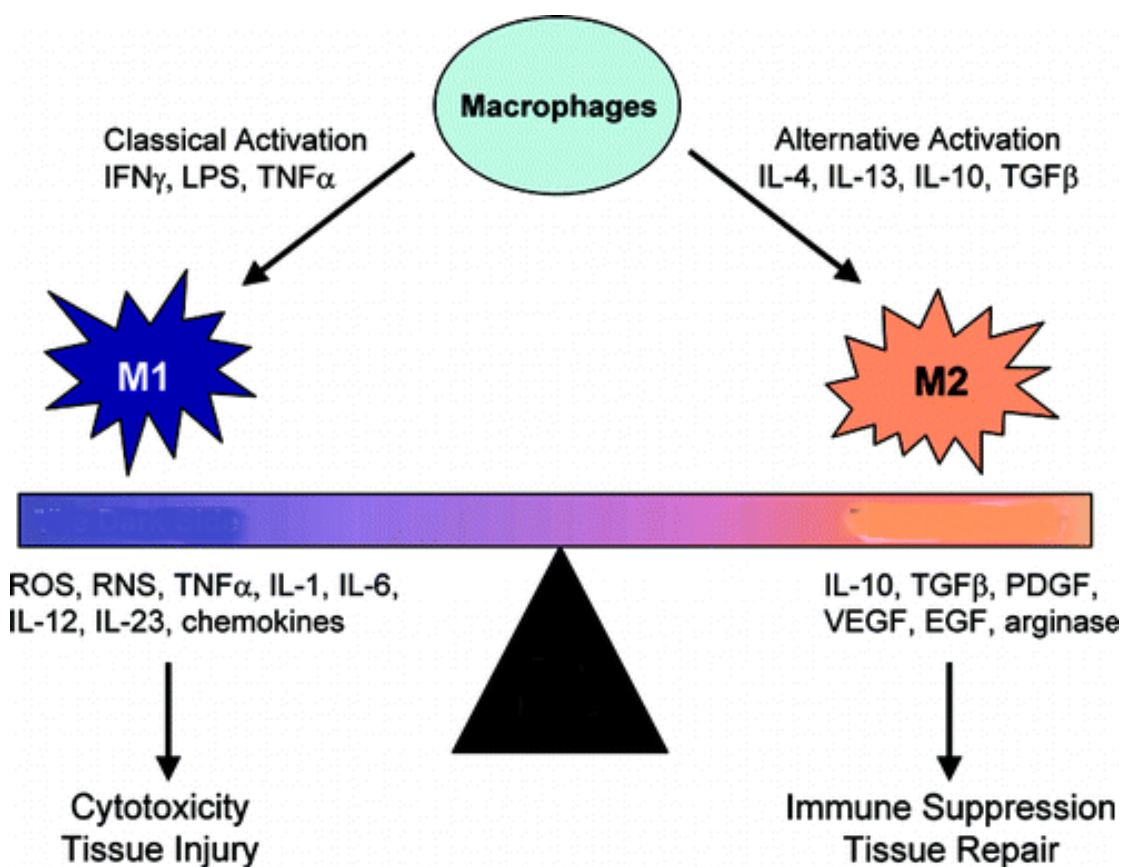 Macrophages
Classical Activation
IFNγ, LPS, TNFα
Alternative Activation
IL-4, IL-13, IL-10, TGFβ
M1
M2
ROS, RNS, TNFα, IL-1, IL-6,
IL-12, IL-23, chemokines
IL-10, TGFβ, PDGF,
VEGF, EGF, arginase
Cytotoxicity
Tissue Injury
Immune Suppression
Tissue Repair